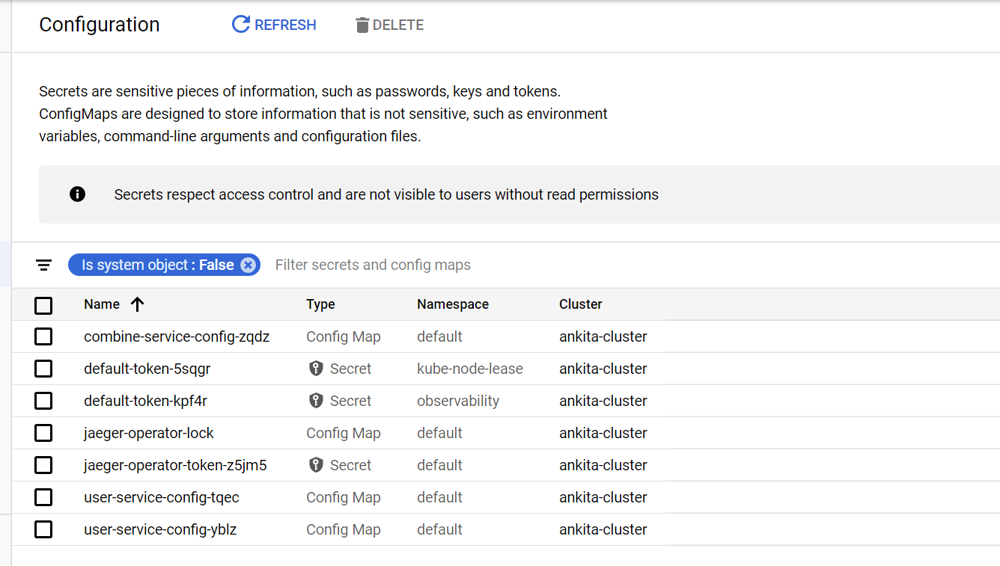 Configuration REFRESH DELETE
Secrets are sensitive pieces of information, such as passwords, keys and tokens.
ConfigMaps are designed to store information that is not sensitive, such as environment
variables, command-line arguments and configuration files.
Secrets respect access control and are not visible to users without read permissions
Is system object : False Filter secrets and config maps
Name Type Namespace Cluster
combine-service-config-zqdz Config Map default ankita-cluster
default-token-5sqgr Secret kube-node-lease ankita-cluster
default-token-kpf4r Secret observability ankita-cluster
jaeger-operator-lock Config Map default ankita-cluster
jaeger-operator-token-z5jm5 Secret default ankita-cluster
user-service-config-tqec Config Map default ankita-cluster
user-service-config-yblz Config Map default ankita-cluster